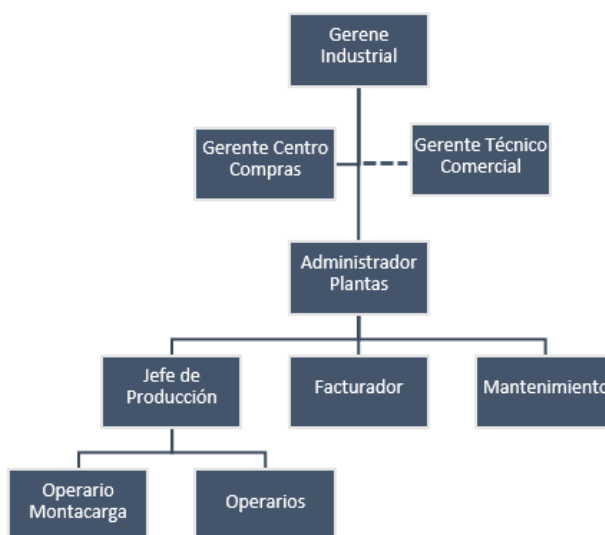 Gerene
Industrial
Gerente Centro
Compras
Gerente Técnico
Comercial
Administrador
Plantas
Jefe de
Producción
Facturador
Mantenimiento
Operario
Montacarga
Operarios